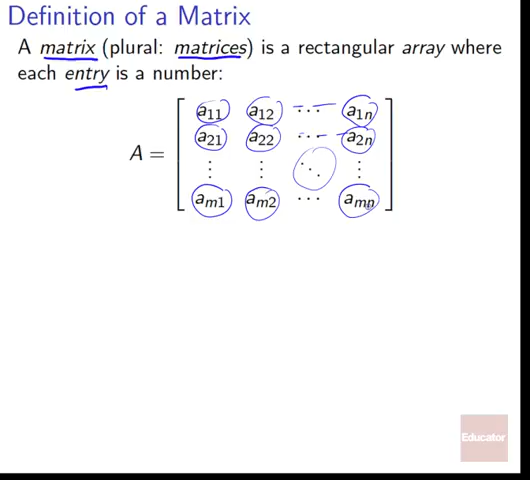 Definition of a Matrix
A matrix (plural: matrices) is a rectangular array where
each entry is a number:
a11 a12 ⋯ a1n
a21 a22 ⋯ a2n
A = ⋮ ⋮ ⋱ ⋮
am1 am2 ⋯ amn
Educator